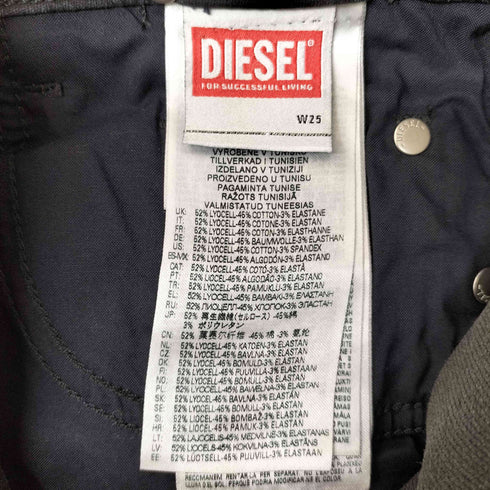 DIESEL
FOR SUCCESSFUL LIVING
W25
VYROBENE V TUNISKU
TILLVERKAD I TUNISIEN
IZDELANO V TUNIZIJI
PROIZVEDENO U TUNISU
PAGAMINTA TUNISE
RAŽOTS TUNISIJĀ
VALMISTATUD TUNEESIAS
UK: 52% LYOCELL-45% COTTON-3% ELASTANE
IT: 52% LYOCELL-45% COTONE-3% ELASTAN
FR: 52% LYOCELL-45% COTON-3% ELASTHANNE
DE: 52% LYOCELL-45% BAUMWOLLE-3% ELASTHAN
US: 52% LYOCELL-45% COTTON-3% SPANDEX
ES-MX: 52% LYOCELL-45% ALGODÓN-3% ELASTANO
CAT: 52% LYOCELL-45% COTÓ-3% ELASTÀ
PT: 52% LIOCEL-45% ALGODÃO-3% ELASTANO
TR: 52% LYOCELL-45% PAMUKLU-3% ELASTAN
EL: 52% LYOCELL-45% ΒΑΜΒΑΚΙ-3% ΕΛΑΣΤΑΝΗ
RU: 52% ЛИОЦЕЛЛ-45% ХЛОПОК-3% ЭЛАСТАН
JP: 52% 再生繊維(セルロース)-45%綿
3% ポリウレタン
CN: 52% 莱赛尔纤维 -45% 棉-3% 氨纶
NL: 52% LYOCELL-45% KATOEN-3% ELASTAN
CZ: 52% LYOCELL-45% BAVLNA-3% ELASTAN
DK: 52% LYOCELL-45% BOMULD-3% ELASTAN
FI: 52% LYOCELL-45% PUUVILLA-3% ELASTAANI
NO: 52% LYOCELL-45% BOMULL-3% ELASTAN
PL: 52% LYOCELL-45% BAWEŁNA-3% ELASTAN
SK: 52% LYOCELL-45% BAVLNA-3% ELASTAN
SE: 52% LYOCELL-45% BOMULL-3% ELASTAN
SI: 52% LIOCEL-45% BOMBAŽ-3% ELASTAN
HR: 52% LIOCEL-45% PAMUK-3% ELASTAN
LT: 52% LIOCELIS-45% MEDVILNĖ-3% ELASTANAS
LV: 52% LIOCELS-45% KOKVILNA-3% ELASTĀNS
EE: 52% LÜOTSELL-45% PUUVILL-3% ELASTAAN
RECOMANEM RENTAR LA PER SEPARAT. NO